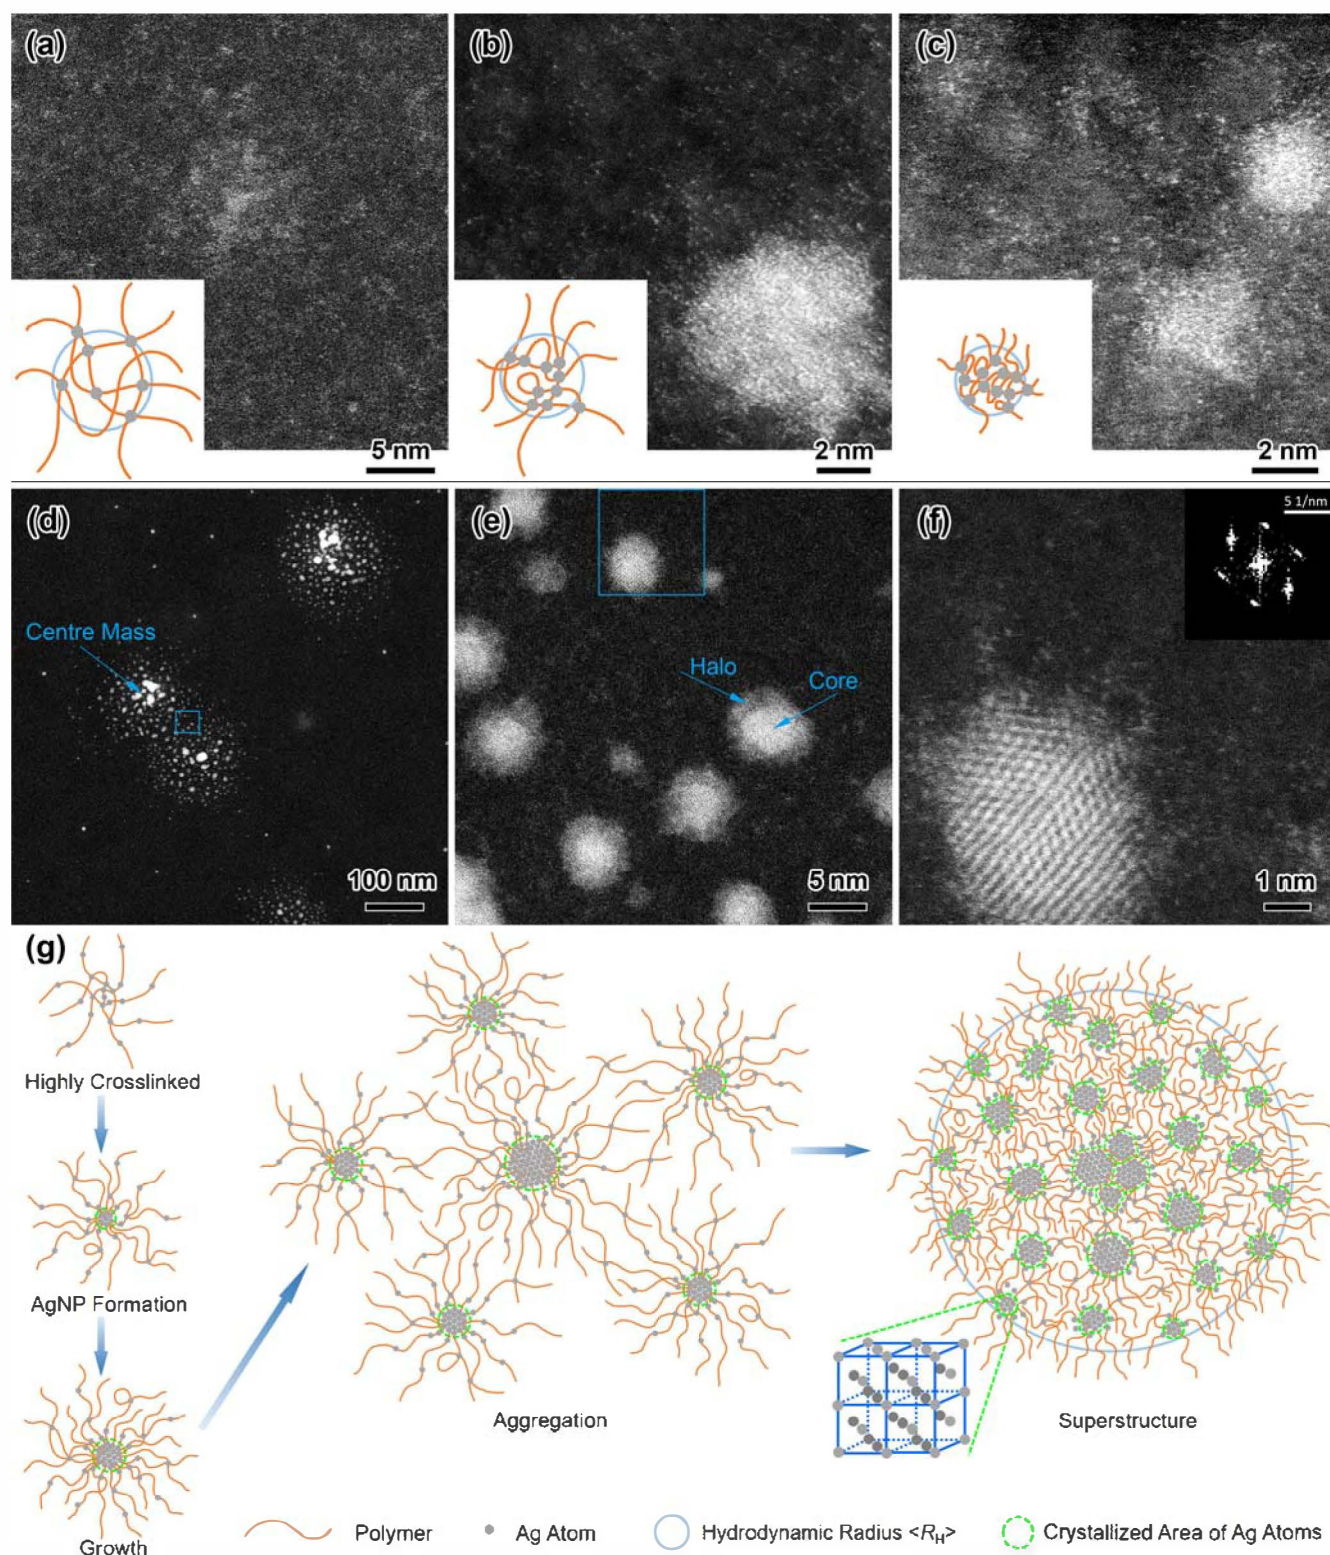 (a)
5 nm
(b)
2 nm
(c)
2 nm
(d)
Centre Mass
100 nm
(e)
Halo
Core
5 nm
(f)
5 1/nm
1 nm
(g)
Highly Crosslinked
AgNP Formation
Growth
Aggregation
Superstructure
Polymer
Ag Atom
Hydrodynamic Radius <R_H>
Crystallized Area of Ag Atoms